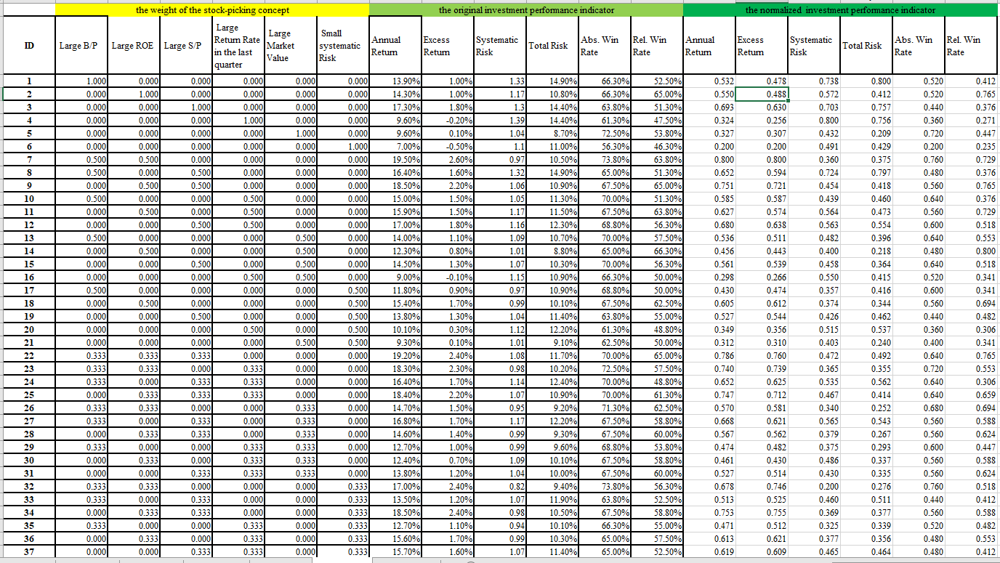 the weight of the stock-picking concept the original investment performance indicator the normalized investment performance indicator
ID Large B/P Large ROE Large S/P Large Return Rate in the last quarter Large Market Value Small systematic Risk Annual Return Excess Return Systematic Risk Total Risk Abs. Win Rate Rel. Win Rate Annual Return Excess Return Systematic Risk Total Risk Abs. Win Rate Rel. Win Rate
1 1.000 0.000 0.000 0.000 0.000 0.000 13.90% 1.00% 1.33 14.90% 66.30% 52.50% 0.532 0.478 0.738 0.800 0.520 0.412
2 0.000 1.000 0.000 0.000 0.000 0.000 14.30% 1.00% 1.17 10.80% 66.30% 65.00% 0.550 0.488 0.572 0.412 0.520 0.765
3 0.000 0.000 1.000 0.000 0.000 0.000 17.30% 1.80% 1.3 14.40% 63.80% 51.30% 0.693 0.630 0.703 0.757 0.440 0.376
4 0.000 0.000 0.000 1.000 0.000 0.000 9.60% -0.20% 1.39 14.40% 61.30% 47.50% 0.324 0.256 0.800 0.756 0.360 0.271
5 0.000 0.000 0.000 0.000 1.000 0.000 9.60% 0.10% 1.04 8.70% 72.50% 53.80% 0.327 0.307 0.432 0.209 0.720 0.447
6 0.000 0.000 0.000 0.000 0.000 1.000 7.00% -0.50% 1.1 11.00% 56.30% 46.30% 0.200 0.200 0.491 0.429 0.200 0.235
7 0.500 0.500 0.000 0.000 0.000 0.000 19.50% 2.60% 0.97 10.50% 73.80% 63.80% 0.800 0.800 0.360 0.375 0.760 0.729
8 0.500 0.000 0.500 0.000 0.000 0.000 16.40% 1.60% 1.32 14.90% 65.00% 51.30% 0.652 0.594 0.724 0.797 0.480 0.376
9 0.000 0.500 0.500 0.000 0.000 0.000 18.50% 2.20% 1.06 10.90% 67.50% 65.00% 0.751 0.721 0.454 0.418 0.560 0.765
10 0.500 0.000 0.000 0.500 0.000 0.000 15.00% 1.50% 1.05 11.30% 70.00% 51.30% 0.585 0.587 0.439 0.460 0.640 0.376
11 0.000 0.500 0.000 0.500 0.000 0.000 15.90% 1.50% 1.17 11.50% 67.50% 63.80% 0.627 0.574 0.564 0.473 0.560 0.729
12 0.000 0.000 0.500 0.500 0.000 0.000 17.00% 1.80% 1.16 12.30% 68.80% 56.30% 0.680 0.638 0.563 0.554 0.600 0.518
13 0.500 0.000 0.000 0.000 0.500 0.000 14.00% 1.10% 1.09 10.70% 70.00% 57.50% 0.536 0.511 0.482 0.396 0.640 0.553
14 0.000 0.500 0.000 0.000 0.500 0.000 12.30% 0.80% 1.01 8.80% 65.00% 66.30% 0.456 0.443 0.400 0.218 0.480 0.800
15 0.000 0.000 0.500 0.000 0.500 0.000 14.50% 1.30% 1.07 10.30% 70.00% 56.30% 0.561 0.539 0.458 0.364 0.640 0.518
16 0.000 0.000 0.000 0.500 0.500 0.000 9.00% -0.10% 1.15 10.90% 66.30% 50.00% 0.298 0.266 0.550 0.415 0.520 0.341
17 0.500 0.000 0.000 0.000 0.000 0.500 11.80% 0.90% 0.97 10.90% 68.80% 50.00% 0.430 0.474 0.357 0.416 0.600 0.341
18 0.000 0.500 0.000 0.000 0.000 0.500 15.40% 1.70% 0.99 10.10% 67.50% 62.50% 0.605 0.612 0.374 0.344 0.560 0.694
19 0.000 0.000 0.500 0.000 0.000 0.500 13.80% 1.30% 1.04 11.40% 63.80% 55.00% 0.527 0.544 0.426 0.462 0.440 0.482
20 0.000 0.000 0.000 0.500 0.000 0.500 10.10% 0.30% 1.12 12.20% 61.30% 48.80% 0.349 0.356 0.515 0.537 0.360 0.306
21 0.000 0.000 0.000 0.000 0.500 0.500 9.30% 0.10% 1.01 9.10% 62.50% 50.00% 0.312 0.310 0.403 0.240 0.400 0.341
22 0.333 0.333 0.333 0.000 0.000 0.000 19.20% 2.40% 1.08 11.70% 70.00% 65.00% 0.786 0.760 0.472 0.492 0.640 0.765
23 0.333 0.333 0.000 0.333 0.000 0.000 18.30% 2.30% 0.98 10.20% 72.50% 57.50% 0.740 0.739 0.365 0.355 0.720 0.553
24 0.333 0.000 0.333 0.333 0.000 0.000 16.40% 1.70% 1.14 12.40% 70.00% 48.80% 0.652 0.625 0.535 0.562 0.640 0.306
25 0.000 0.333 0.333 0.333 0.000 0.000 18.40% 2.20% 1.07 10.90% 70.00% 61.30% 0.747 0.712 0.467 0.414 0.640 0.659
26 0.333 0.333 0.000 0.000 0.333 0.000 14.70% 1.50% 0.95 9.20% 71.30% 62.50% 0.570 0.581 0.340 0.252 0.680 0.694
27 0.333 0.000 0.333 0.000 0.333 0.000 16.80% 1.70% 1.17 12.20% 67.50% 58.80% 0.668 0.621 0.565 0.543 0.560 0.588
28 0.000 0.333 0.333 0.000 0.333 0.000 14.60% 1.40% 0.99 9.30% 67.50% 60.00% 0.567 0.562 0.379 0.267 0.560 0.624
29 0.333 0.000 0.000 0.333 0.333 0.000 12.70% 1.00% 0.99 9.60% 68.80% 53.80% 0.474 0.482 0.375 0.293 0.600 0.447
30 0.000 0.333 0.000 0.333 0.333 0.000 12.40% 0.70% 1.09 10.10% 67.50% 58.80% 0.461 0.430 0.486 0.337 0.560 0.588
31 0.000 0.000 0.333 0.333 0.333 0.000 13.80% 1.20% 1.04 10.00% 67.50% 60.00% 0.527 0.514 0.430 0.335 0.560 0.624
32 0.333 0.333 0.000 0.000 0.000 0.333 17.00% 2.40% 0.82 9.40% 73.80% 56.30% 0.678 0.746 0.200 0.276 0.760 0.518
33 0.333 0.000 0.333 0.000 0.000 0.333 13.50% 1.20% 1.07 11.90% 63.80% 52.50% 0.513 0.525 0.460 0.511 0.440 0.412
34 0.000 0.333 0.333 0.000 0.000 0.333 18.50% 2.40% 0.98 10.50% 67.50% 58.80% 0.753 0.755 0.369 0.377 0.560 0.588
35 0.333 0.000 0.000 0.333 0.000 0.333 12.70% 1.10% 0.94 10.10% 66.30% 55.00% 0.471 0.512 0.325 0.339 0.520 0.482
36 0.000 0.333 0.000 0.333 0.000 0.333 15.60% 1.70% 0.99 10.30% 65.00% 57.50% 0.613 0.621 0.377 0.356 0.480 0.553
37 0.000 0.000 0.333 0.333 0.000 0.333 15.70% 1.60% 1.07 11.40% 65.00% 52.50% 0.619 0.609 0.465 0.464 0.480 0.412